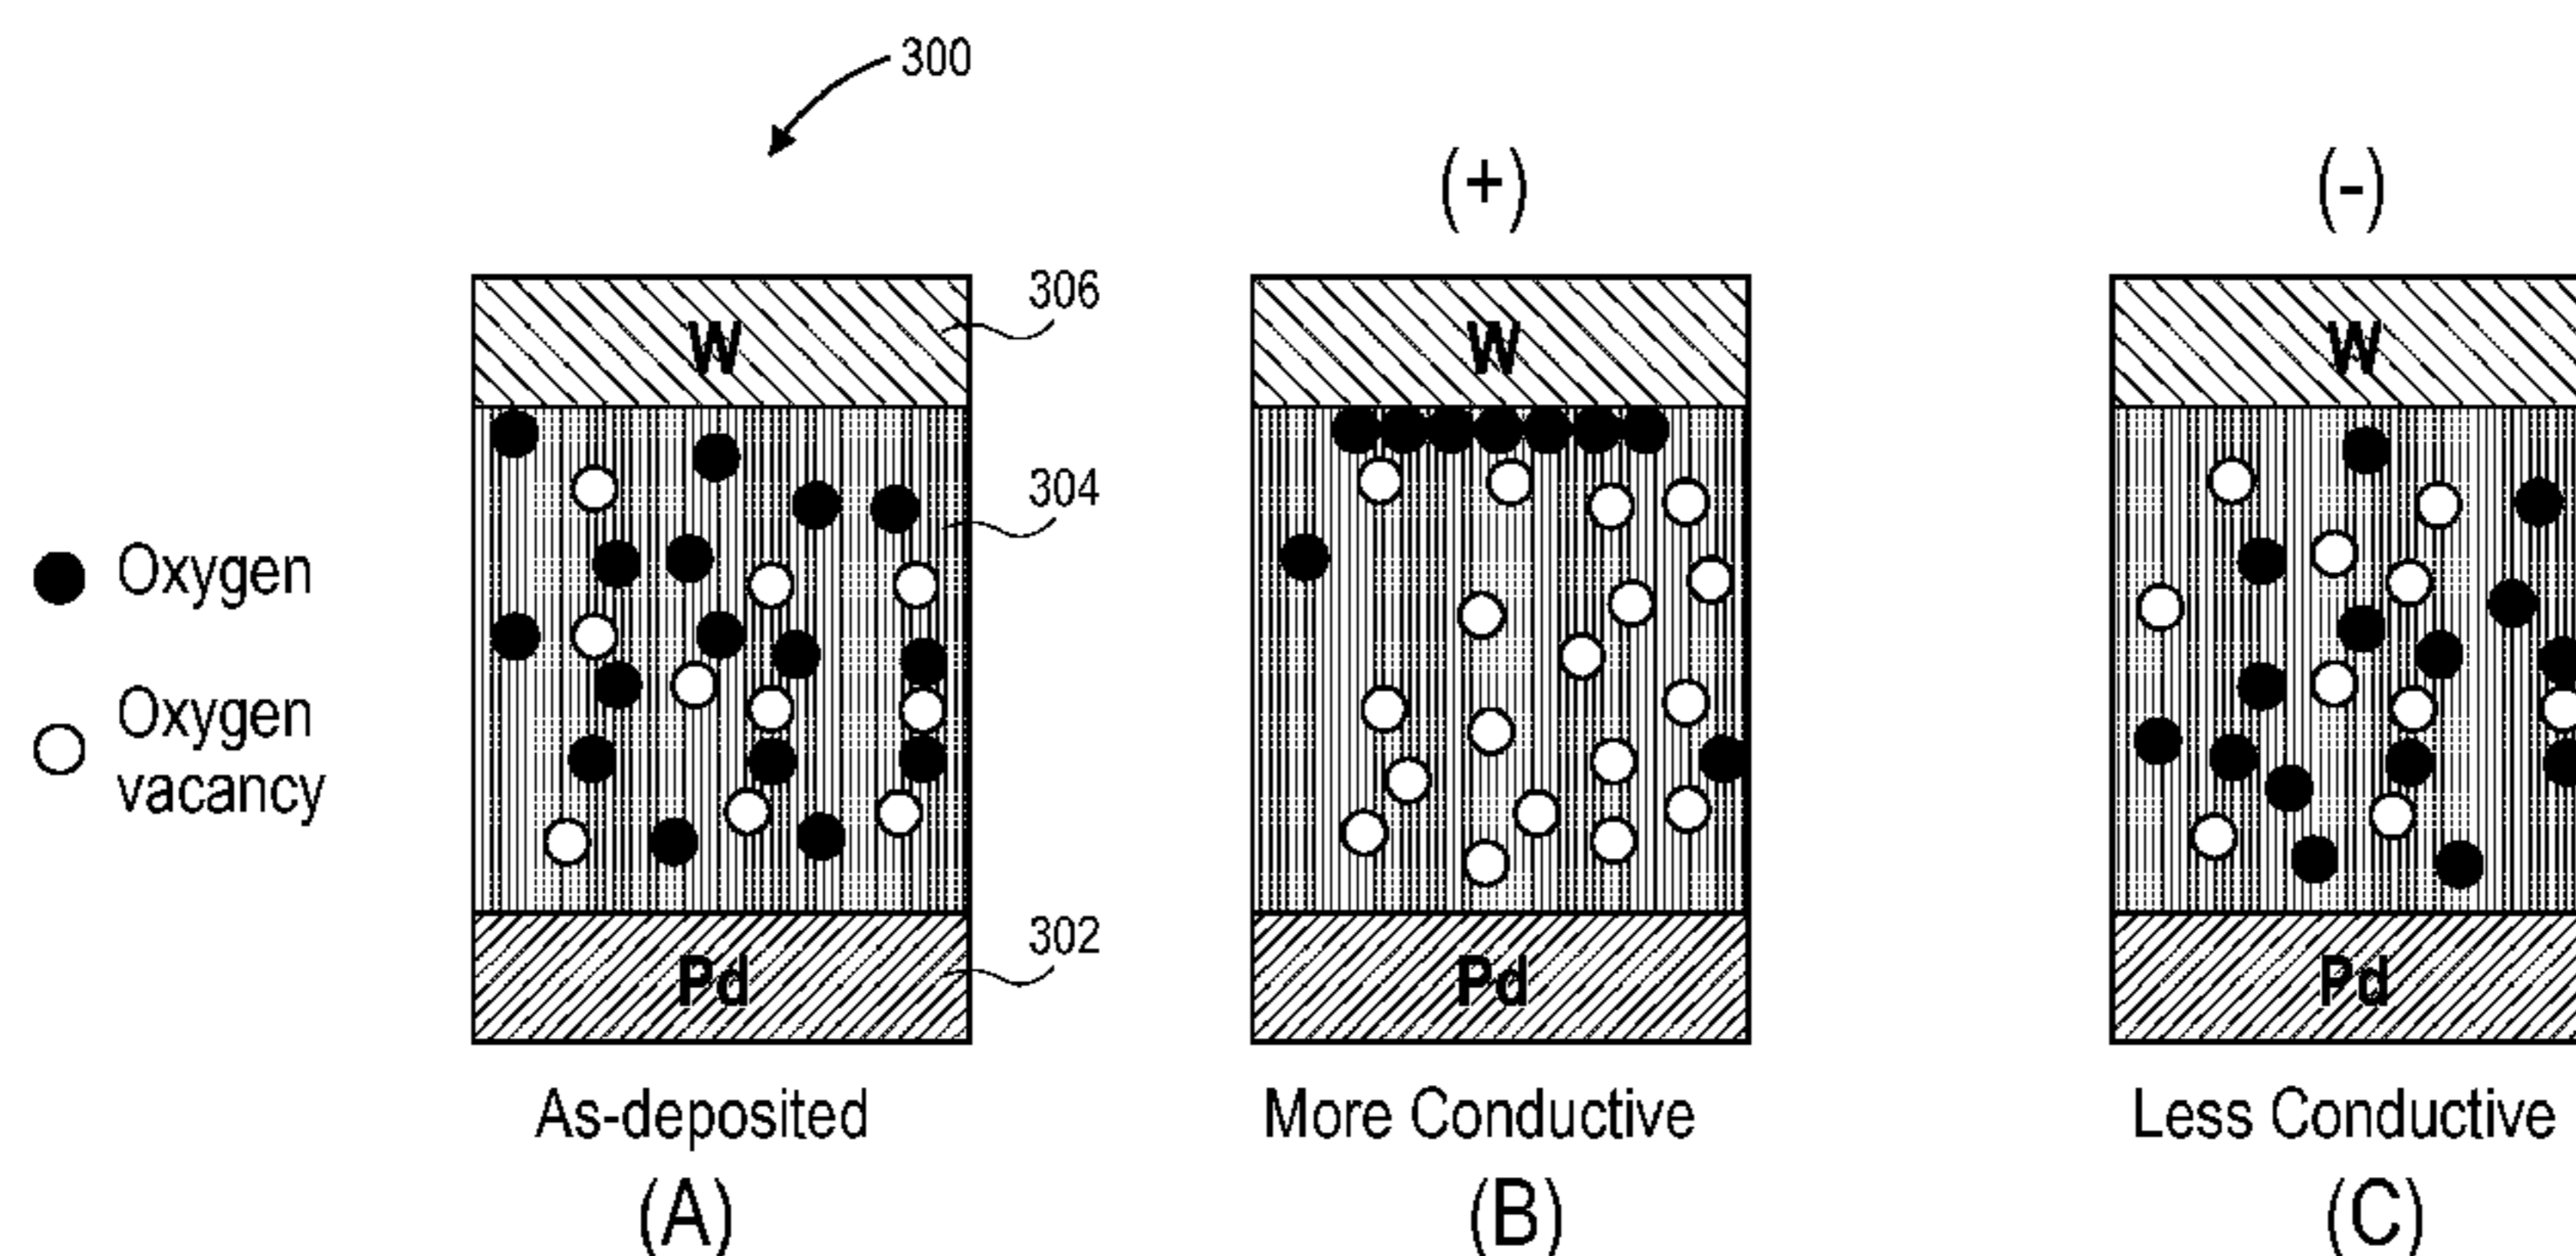 300
(+)
(-)
306
W
W
W
304
Oxygen
Oxygen
vacancy
302
Pd
Pd
Pd
As-deposited
More Conductive
Less Conductive
(A)
(B)
(C)